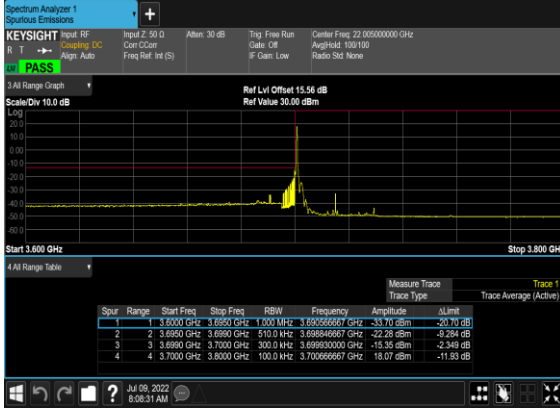 Spectrum Analyzer 1
Spurious Emissions
+
KEYSIGHT Input: RF Input Z: 50 Ω Atten: 30 dB Trig: Free Run Center Freq: 22.005000000 GHz
R T Coupling: DC Corr CCorr Gate: Off Avg|Hold: 100/100
Align: Auto Freq Ref: Int (S) IF Gain: Low Radio Std: None
PASS
3 All Range Graph
Ref Lvl Offset 15.56 dB
Scale/Div 10.0 dB Ref Value 30.00 dBm
Log
20.0
10.0
0.00
-10.0
-20.0
-30.0
-40.0
-50.0
-60.0
Start 3.600 GHz Stop 3.800 GH
4 All Range Table
Measure Trace Trace 1
Trace Type Trace Average (Active)
Spur Range Start Freq Stop Freq RBW Frequency Amplitude ΔLimit
1 1 3.6000 GHz 3.6950 GHz 1.000 MHz 3.690566667 GHz -33.70 dBm -20.70 dB
2 2 3.6950 GHz 3.6990 GHz 510.0 kHz 3.698846667 GHz -22.28 dBm -9.284 dB
3 3 3.6990 GHz 3.7000 GHz 300.0 kHz 3.699930000 GHz -15.35 dBm -2.349 dB
4 4 3.7000 GHz 3.8000 GHz 100.0 kHz 3.700666667 GHz 18.07 dBm -11.93 dB
? Jul 09, 2022
8:08:31 AM